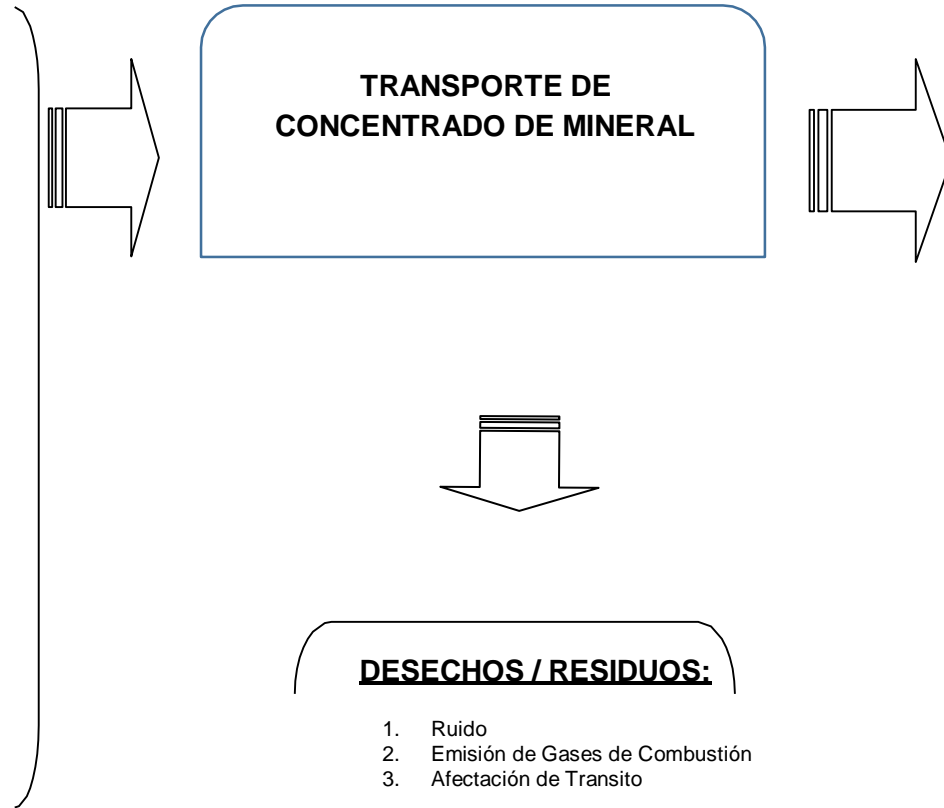 TRANSPORTE DE
CONCENTRADO DE MINERAL
DESECHOS / RESIDUOS:
1. Ruido
2. Emisión de Gases de Combustión
3. Afectación de Transito